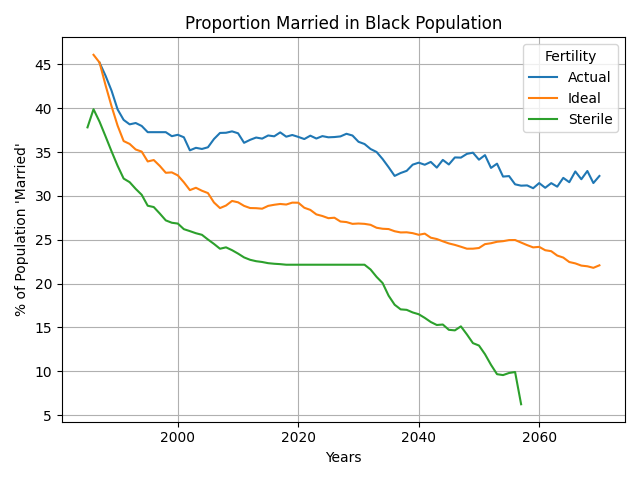 Proportion Married in Black Population
% of Population 'Married'
45
40
35
30
25
20
15
10
5
Fertility
Actual
Ideal
Sterile
2000
2020
2040
2060
Years